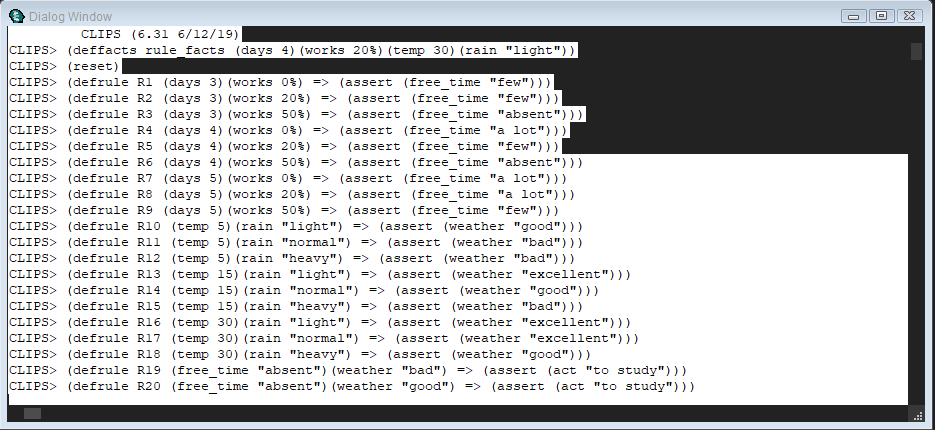 Dialog Window
CLIPS (6.31 6/12/19)
CLIPS> (deffacts rule_facts (days 4)(works 20%)(temp 30)(rain "light"))
CLIPS> (reset)
CLIPS> (defrule R1 (days 3)(works 0%) => (assert (free_time "few")))
CLIPS> (defrule R2 (days 3)(works 20%) => (assert (free_time "few")))
CLIPS> (defrule R3 (days 3)(works 50%) => (assert (free_time "absent")))
CLIPS> (defrule R4 (days 4)(works 0%) => (assert (free_time "a lot")))
CLIPS> (defrule R5 (days 4)(works 20%) => (assert (free_time "few")))
CLIPS> (defrule R6 (days 4)(works 50%) => (assert (free_time "absent")))
CLIPS> (defrule R7 (days 5)(works 0%) => (assert (free_time "a lot")))
CLIPS> (defrule R8 (days 5)(works 20%) => (assert (free_time "a lot")))
CLIPS> (defrule R9 (days 5)(works 50%) => (assert (free_time "few")))
CLIPS> (defrule R10 (temp 5)(rain "light") => (assert (weather "good")))
CLIPS> (defrule R11 (temp 5)(rain "normal") => (assert (weather "bad")))
CLIPS> (defrule R12 (temp 5)(rain "heavy") => (assert (weather "bad")))
CLIPS> (defrule R13 (temp 15)(rain "light") => (assert (weather "excellent")))
CLIPS> (defrule R14 (temp 15)(rain "normal") => (assert (weather "good")))
CLIPS> (defrule R15 (temp 15)(rain "heavy") => (assert (weather "bad")))
CLIPS> (defrule R16 (temp 30)(rain "light") => (assert (weather "excellent")))
CLIPS> (defrule R17 (temp 30)(rain "normal") => (assert (weather "excellent")))
CLIPS> (defrule R18 (temp 30)(rain "heavy") => (assert (weather "good")))
CLIPS> (defrule R19 (free_time "absent")(weather "bad") => (assert (act "to study")))
CLIPS> (defrule R20 (free_time "absent")(weather "good") => (assert (act "to study")))